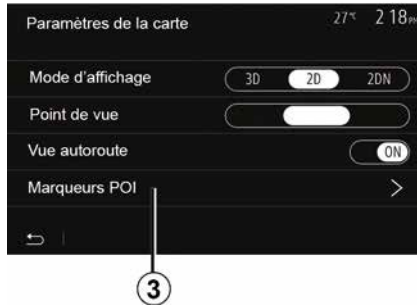 Paramètres de la carte 27°C 2 18PM
Mode d'affichage 3D 2D 2DN
Point de vue
Vue autoroute ON
Marqueurs POI >
3